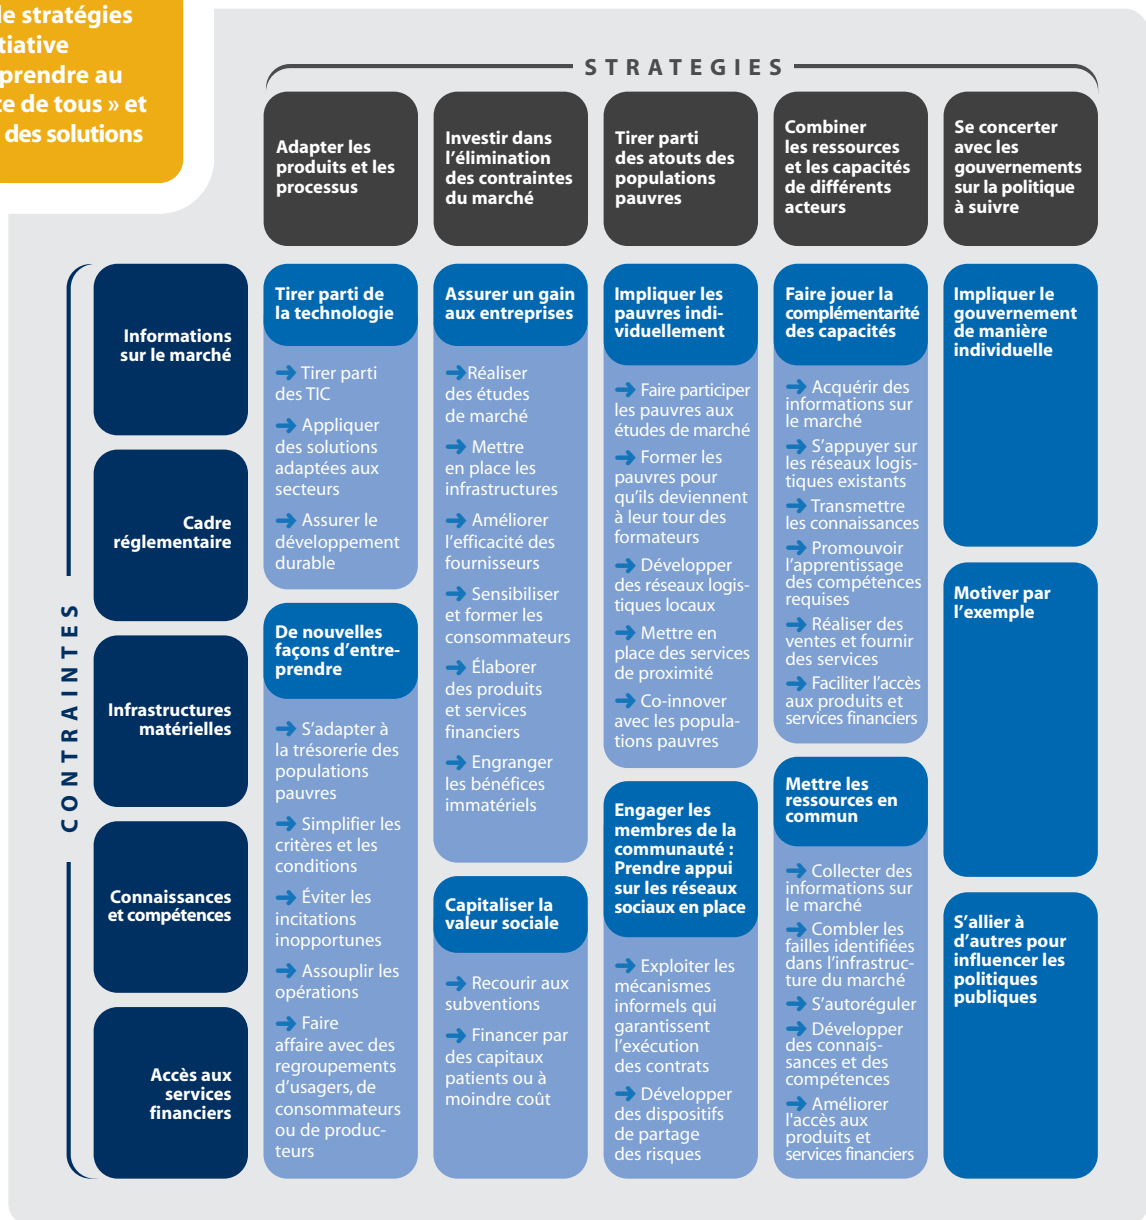 de stratégies
tiative
prendre au
ce de tous » et
des solutions
STRATEGIES
Adapter les
produits et les
processus
Investir dans
l’élimination
des contraintes
du marché
Tirer parti
des atouts des
populations
pauvres
Combiner
les ressources
et les capacités
de différents
acteurs
Se concerter
avec les
gouvernements
sur la politique
à suivre
CONTRAINTES
Informations
sur le marché
Cadre
réglementaire
Infrastructures
matérielles
Connaissances
et compétences
Accès aux
services
financiers
Tirer parti de
la technologie
➜ Tirer parti
des TIC
➜ Appliquer
des solutions
adaptées aux
secteurs
➜ Assurer le
développement
durable
De nouvelles
façons d’entre-
prendre
➜ S’adapter à
la trésorerie des
populations
pauvres
➜ Simplifier les
critères et les
conditions
➜ Éviter les
incitations
inopportunes
➜ Assouplir les
opérations
➜ Faire
affaire avec des
regroupements
d’usagers, de
consommateurs
ou de produc-
teurs
Assurer un gain
aux entreprises
➜Réaliser
des études
de marché
➜ Mettre
en place les
infrastructures
➜ Améliorer
l’efficacité des
fournisseurs
➜ Sensibiliser
et former les
consommateurs
➜ Élaborer
des produits
et services
financiers
➜ Engranger
les bénéfices
immatériels
Capitaliser la
valeur sociale
➜ Recourir aux
subventions
➜ Financer par
des capitaux
patients ou à
moindre coût
Impliquer les
pauvres indi-
viduellement
➜ Faire participer
les pauvres aux
études de marché
➜ Former les
pauvres pour
qu’ils deviennent
à leur tour des
formateurs
➜ Développer
des réseaux logis-
tiques locaux
➜ Mettre en
place des services
de proximité
➜ Co-innover
avec les popula-
tions pauvres
Engager les
membres de la
communauté :
Prendre appui
sur les réseaux
sociaux en place
➜ Exploiter les
mécanismes
informels qui
garantissent
l’exécution
des contrats
➜ Développer
des dispositifs
de partage
des risques
Faire jouer la
complémentarité
des capacités
➜ Acquérir des
informations sur
le marché
➜ S’appuyer sur
les réseaux logis-
tiques existants
➜ Transmettre
les connaissances
➜ Promouvoir
l’apprentissage
des compétences
requises
➜ Réaliser des
ventes et fournir
des services
➜ Faciliter l’accès
aux produits et
services financiers
Mettre les
ressources en
commun
➜ Collecter des
informations sur
le marché
➜ Combler les
failles identifiées
dans l’infrastruc-
ture du marché
➜ S’autoréguler
➜ Développer
des connais-
sances et des
compétences
➜ Améliorer
l'accès aux
produits et
services financiers
Impliquer le
gouvernement
de manière
individuelle
Motiver par
l’exemple
S’allier à
d’autres pour
influencer les
politiques
publiques